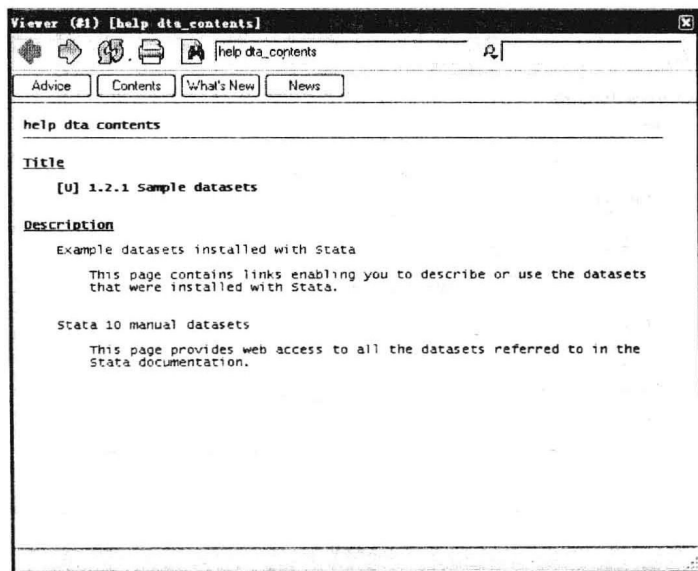 Viewer (#1) [help dta_contents]
help dta_contents
Advice Contents What's New News
help dta contents
Title
[U] 1.2.1 Sample datasets
Description
Example datasets installed with Stata
This page contains links enabling you to describe or use the datasets
that were installed with Stata.
Stata 10 manual datasets
This page provides web access to all the datasets referred to in the
Stata documentation.